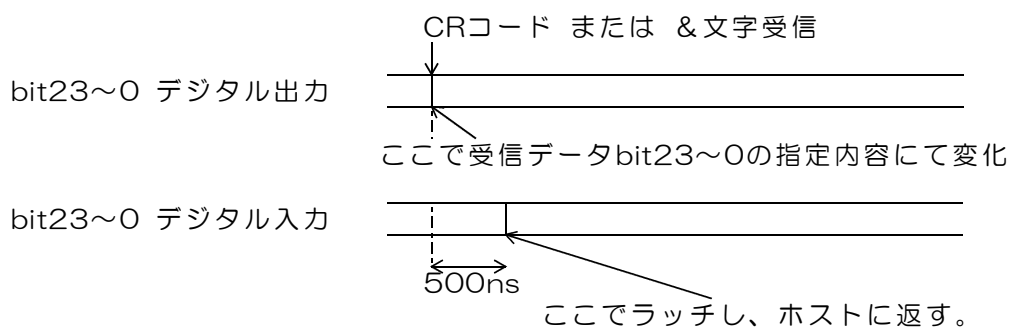 CRコード または &文字受信
bit23～0 デジタル出力
ここで受信データbit23～0の指定内容にて変化
bit23～0 デジタル入力
500ns
ここでラッチし、ホストに返す。